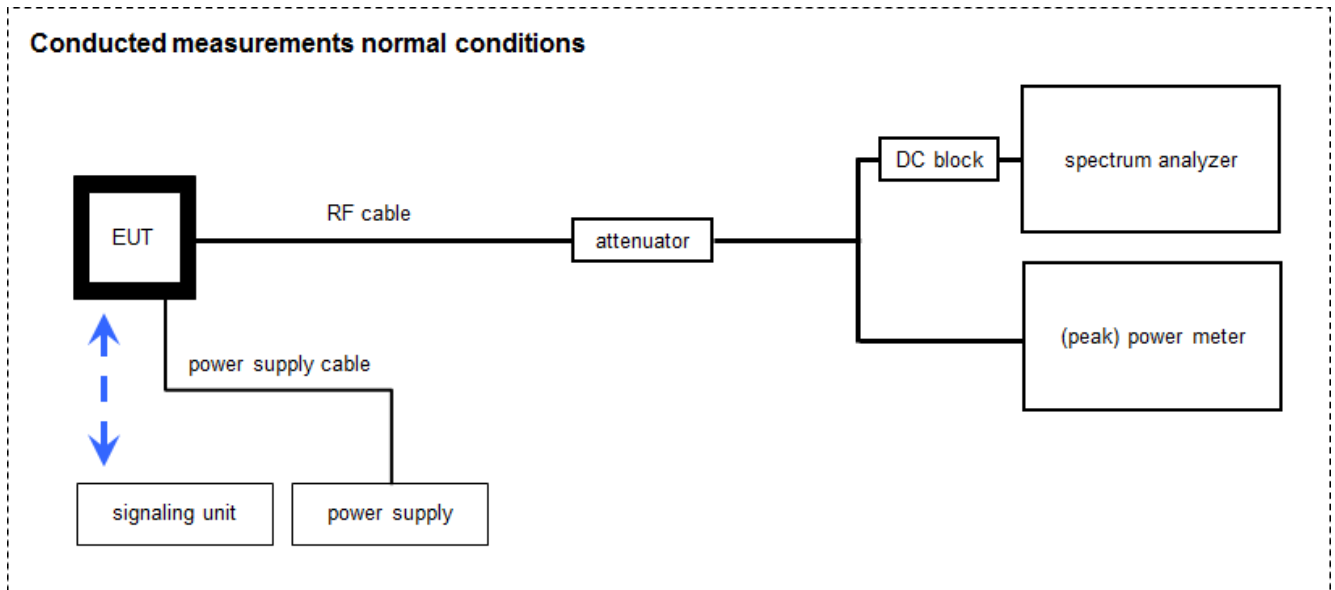 Conducted measurements normal conditions
DC block
spectrum analyzer
RF cable
EUT
attenuator
(peak) power meter
power supply cable
signaling unit
power supply